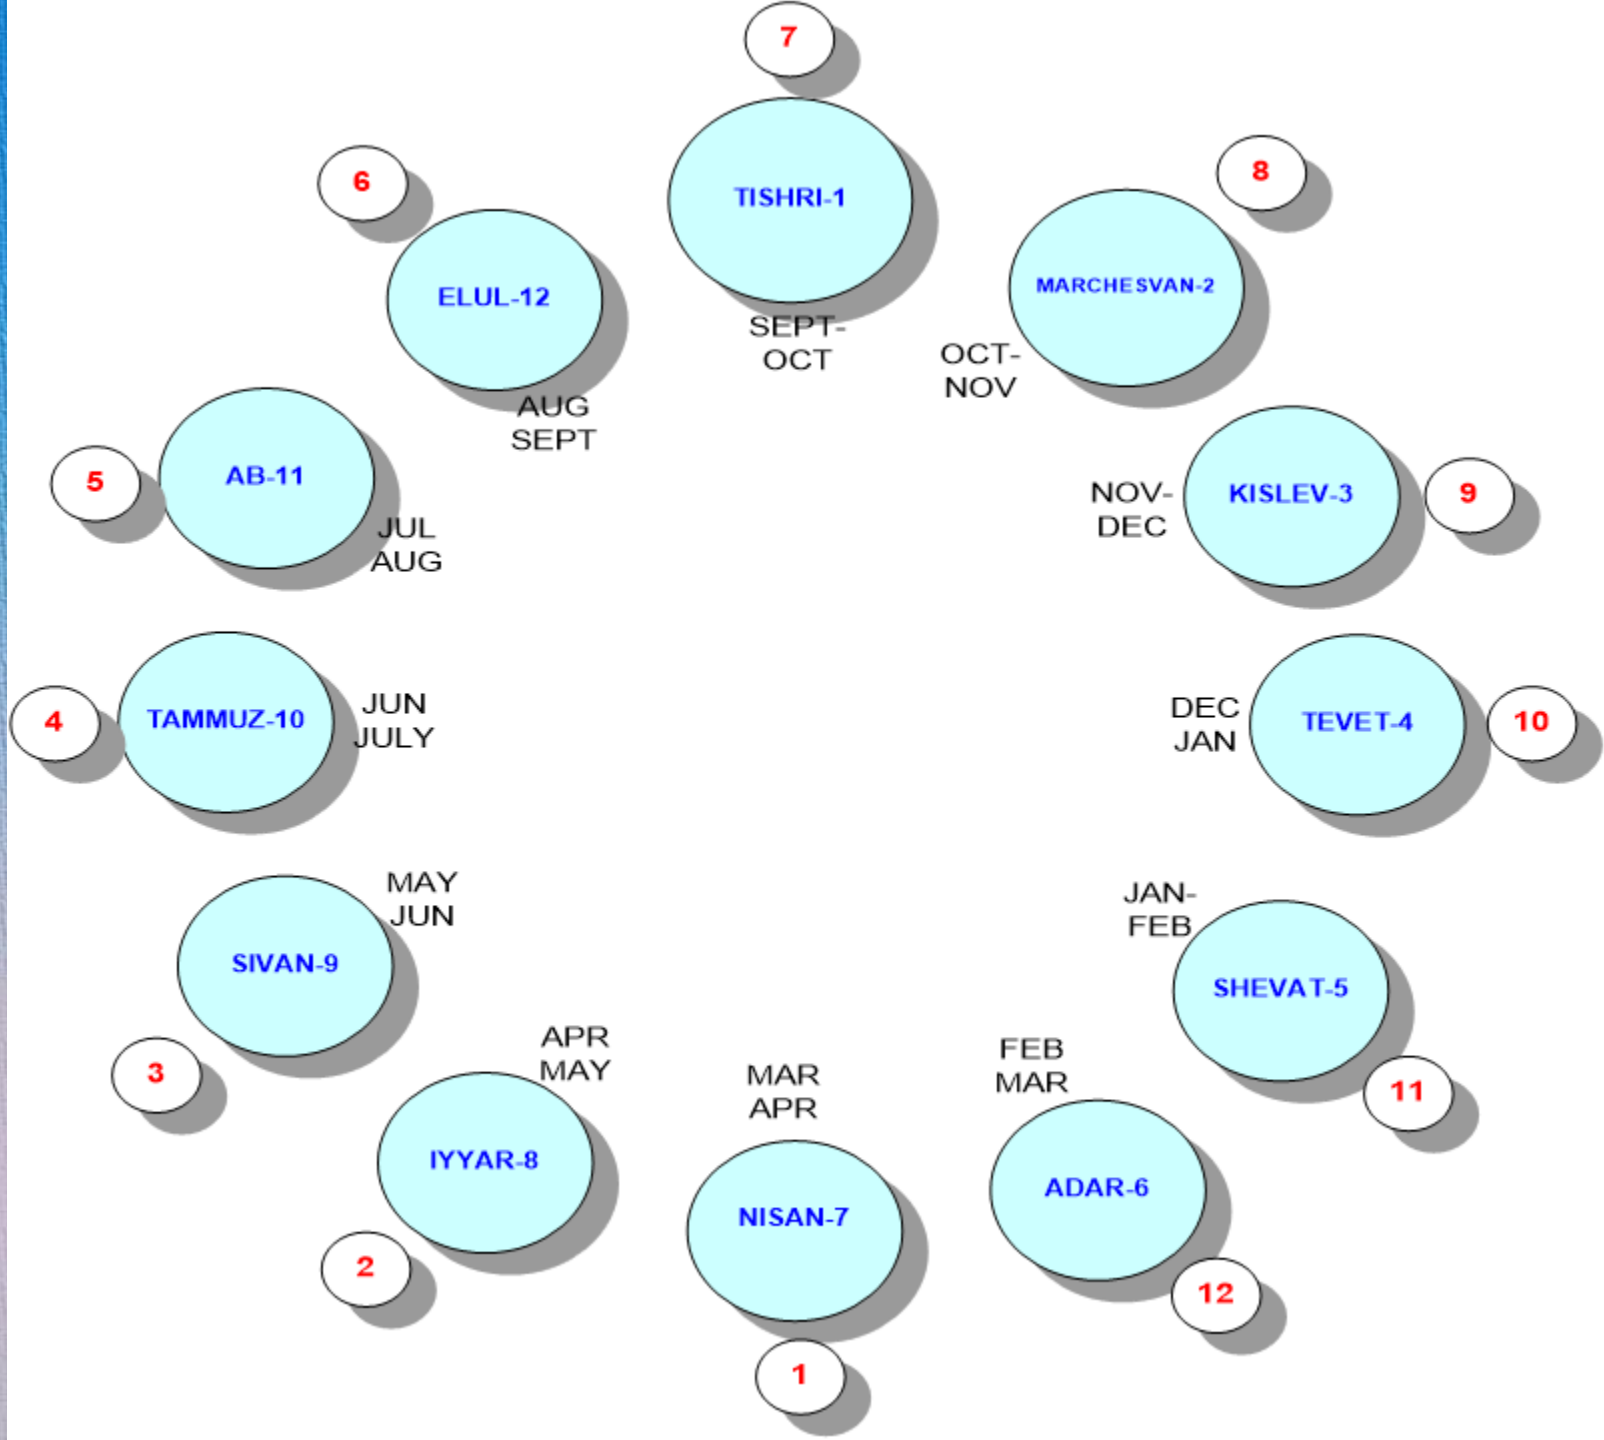 7
TISHRI-1
SEPT-
OCT
8
MARCHESVAN-2
OCT-
NOV
9
KISLEV-3
NOV-
DEC
10
TEVET-4
DEC
JAN
11
SHEVAT-5
JAN-
FEB
12
ADAR-6
FEB
MAR
1
NISAN-7
MAR
APR
2
IYYAR-8
APR
MAY
3
SIVAN-9
MAY
JUN
4
TAMMUZ-10
JUN
JULY
5
AB-11
JUL
AUG
6
ELUL-12
AUG
SEPT